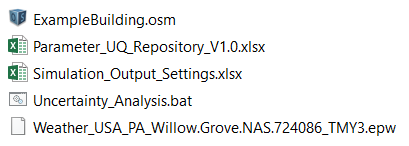 ExampleBuilding.osm
Parameter_UQ_Repository_V1.0.xlsx
Simulation_Output_Settings.xlsx
Uncertainty_Analysis.bat
Weather_USA_PA_Willow.Grove.NAS.724086_TMY3.epw